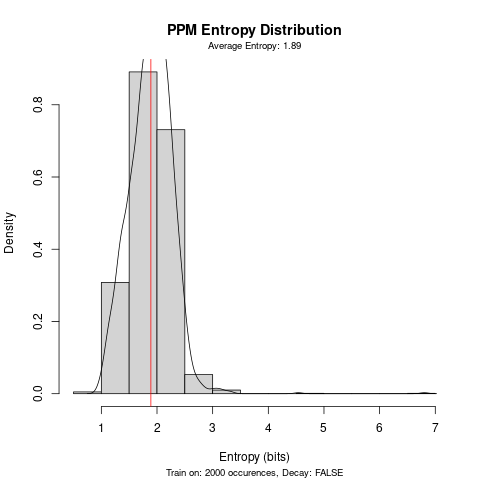 PPM Entropy Distribution
Average Entropy: 1.89
Density
0.8
0.6
0.4
0.2
0.0
1 2 3 4 5 6 7
Entropy (bits)
Train on: 2000 occurences, Decay: FALSE